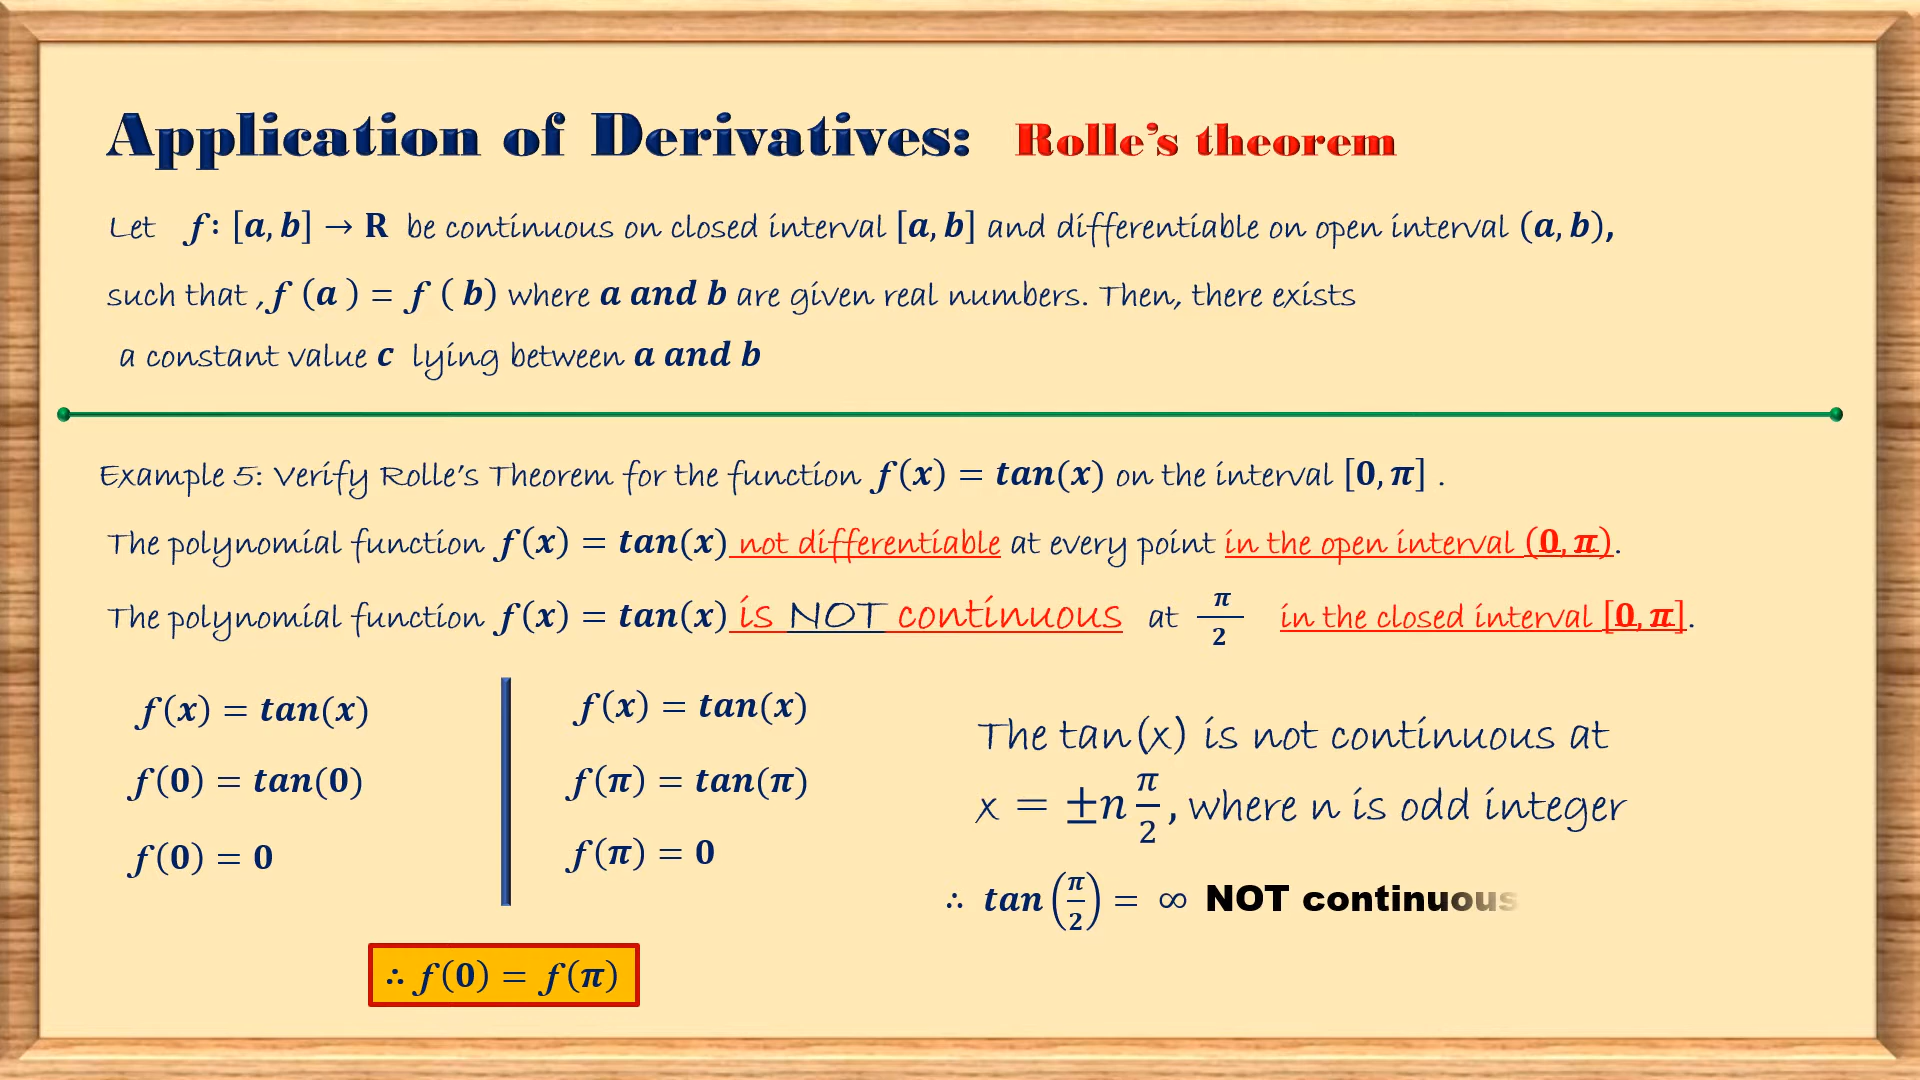 Application of Derivatives: Rolle's theorem
Let f: [a, b] → R be continuous on closed interval [a, b] and differentiable on open interval (a, b),
such that , f (a ) = f ( b) where a and b are given real numbers. Then, there exists
a constant value c lying between a and b
Example 5: Verify Rolle's Theorem for the function f(x) = tan(x) on the interval [0, π] .
The polynomial function f(x) = tan(x) not differentiable at every point in the open interval (0, π).
The polynomial function f(x) = tan(x) is NOT continuous at π/2 in the closed interval [0, π].
f(x) = tan(x)
f(0) = tan(0)
f(0) = 0
f(x) = tan(x)
f(π) = tan(π)
f(π) = 0
∴ f(0) = f(π)
The tan(x) is not continuous at
x = ±n π/2, where n is odd integer
∴ tan(π/2) = ∞ NOT continuous